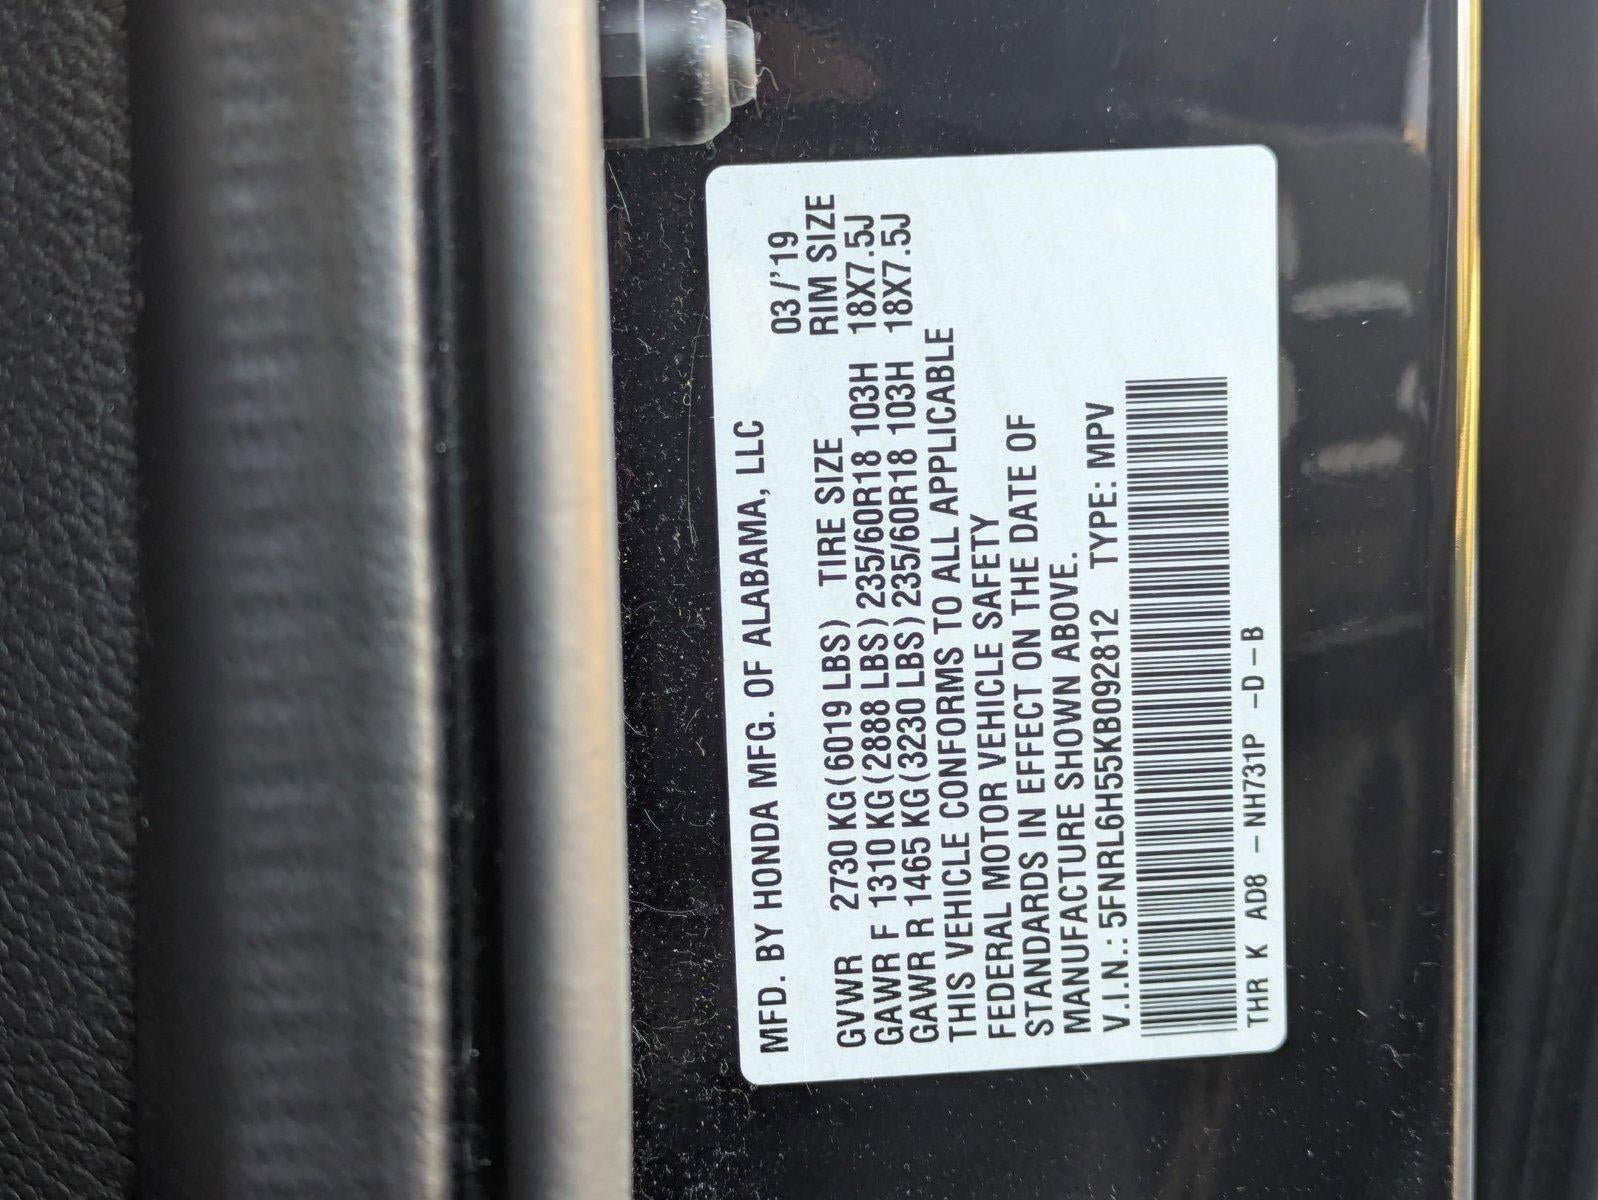 MFD. BY HONDA MFG. OF ALABAMA, LLC
03/'19
GVWR 2730 KG (6019 LBS) TIRE SIZE RIM SIZE
GAWR F 1310 KG (2888 LBS) 235/60R18 103H 18X7.5J
GAWR R 1465 KG (3230 LBS) 235/60R18 103H 18X7.5J
THIS VEHICLE CONFORMS TO ALL APPLICABLE
FEDERAL MOTOR VEHICLE SAFETY
STANDARDS IN EFFECT ON THE DATE OF
MANUFACTURE SHOWN ABOVE.
V.I.N.: 5FNRL6H55KB092812 TYPE: MPV
THR K AD8 – NH731P –D – B